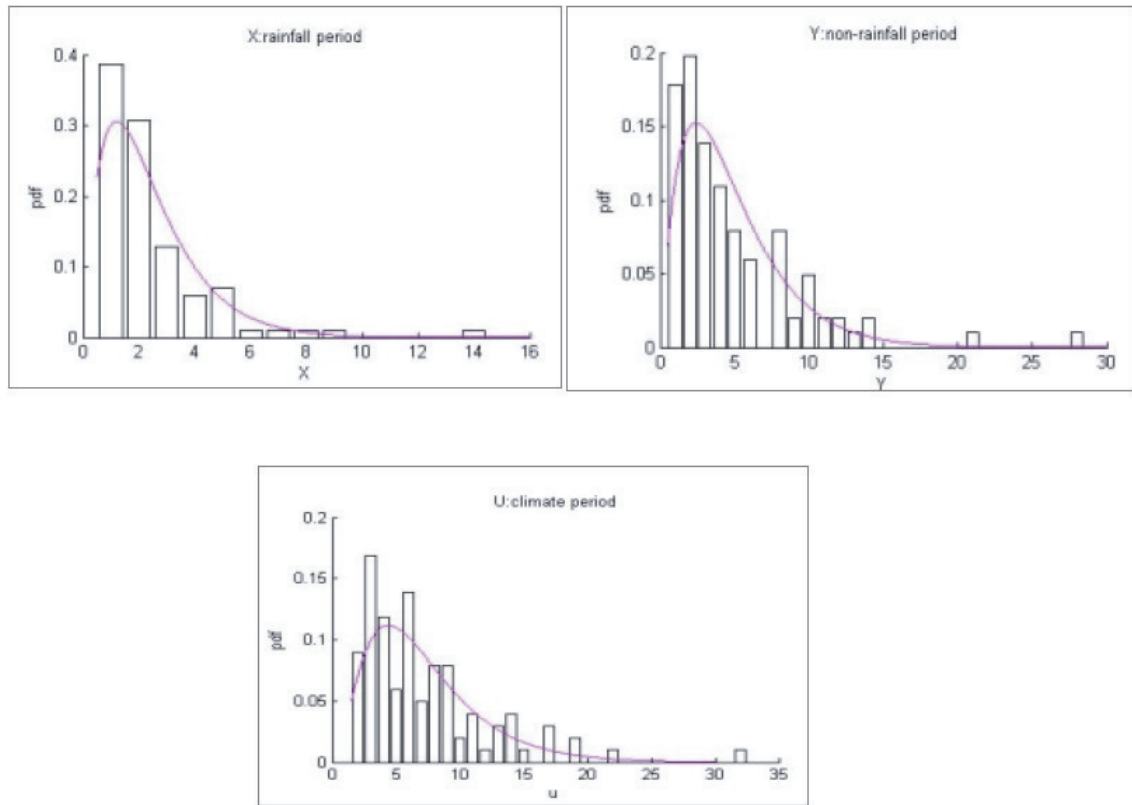 X:rainfall period
0.4
0.3
0.2
0.1
0
pdf
0 2 4 6 8 10 12 14 16
X
Y:non-rainfall period
0.2
0.15
0.1
0.05
0
pdf
0 5 10 15 20 25 30
Y
U:climate period
0.2
0.15
0.1
0.05
0
pdf
0 5 10 15 20 25 30 35
u